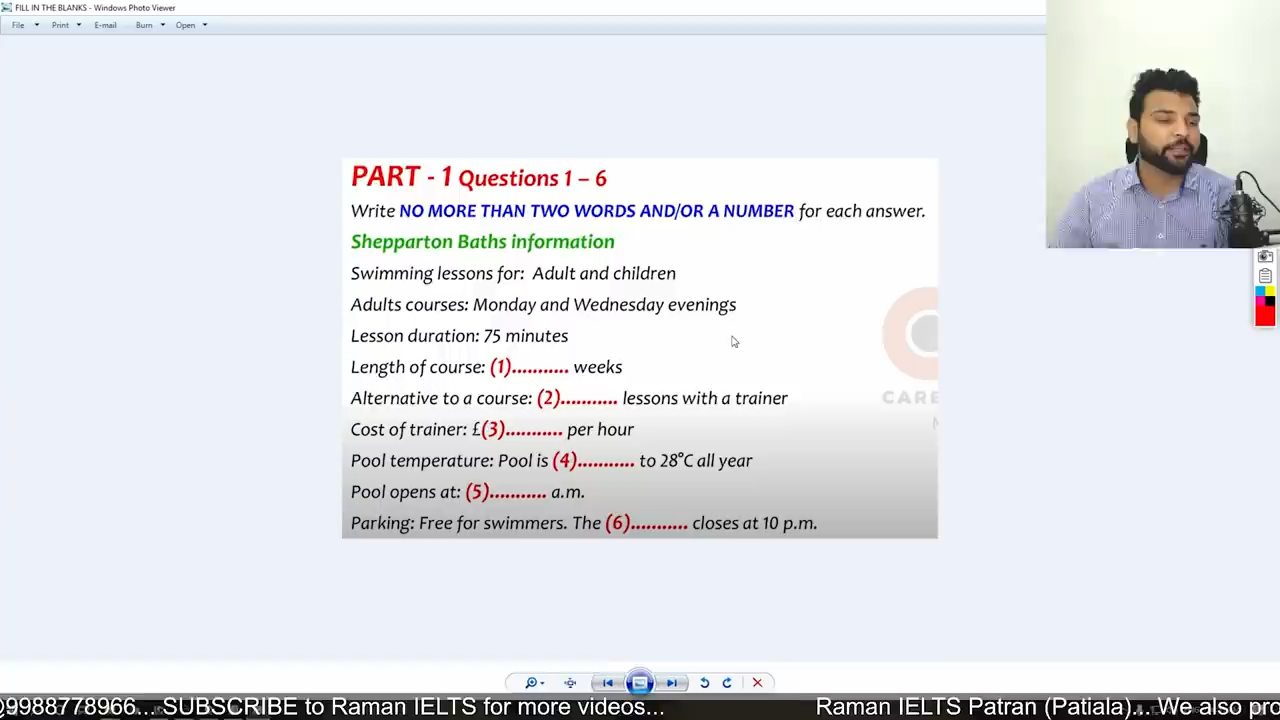 FILL IN THE BLANKS - Windows Photo Viewer
File Print E-mail Burn Open
PART - 1 Questions 1 – 6
Write NO MORE THAN TWO WORDS AND/OR A NUMBER for each answer.
Shepparton Baths information
Swimming lessons for: Adult and children
Adults courses: Monday and Wednesday evenings
Lesson duration: 75 minutes
Length of course: (1)........... weeks
Alternative to a course: (2)........... lessons with a trainer
Cost of trainer: £(3)........... per hour
Pool temperature: Pool is (4)........... to 28°C all year
Pool opens at: (5)........... a.m.
Parking: Free for swimmers. The (6)........... closes at 10 p.m.
CARE
9988778966... SUBSCRIBE to Raman IELTS for more videos... Raman IELTS Patran (Patiala)... We also pro